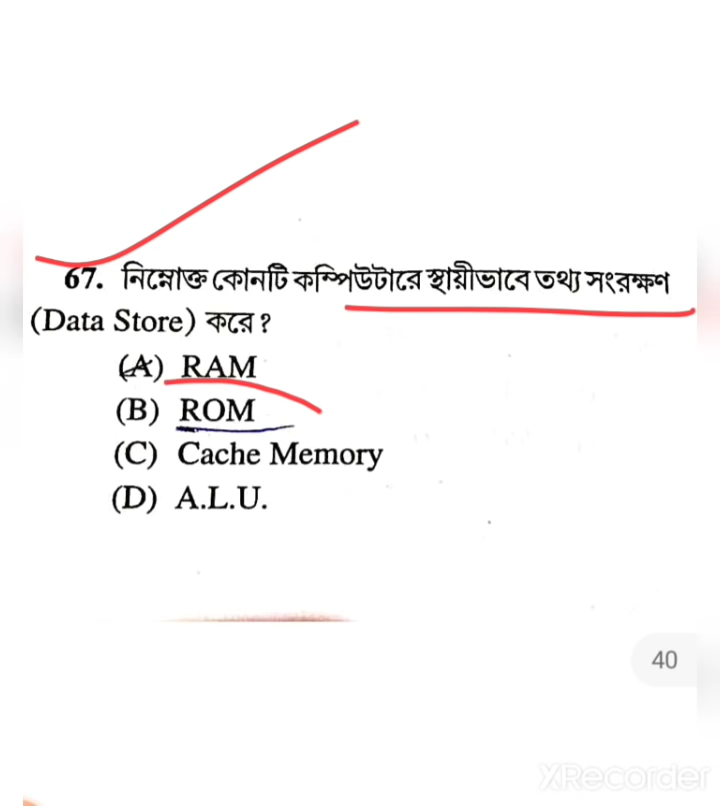 67. নিম্নোক্ত কোনটি কম্পিউটারে স্থায়ীভাবে তথ্য সংরক্ষণ
(Data Store) করে ?
(A) RAM
(B) ROM
(C) Cache Memory
(D) A.L.U.
40
XRecorder